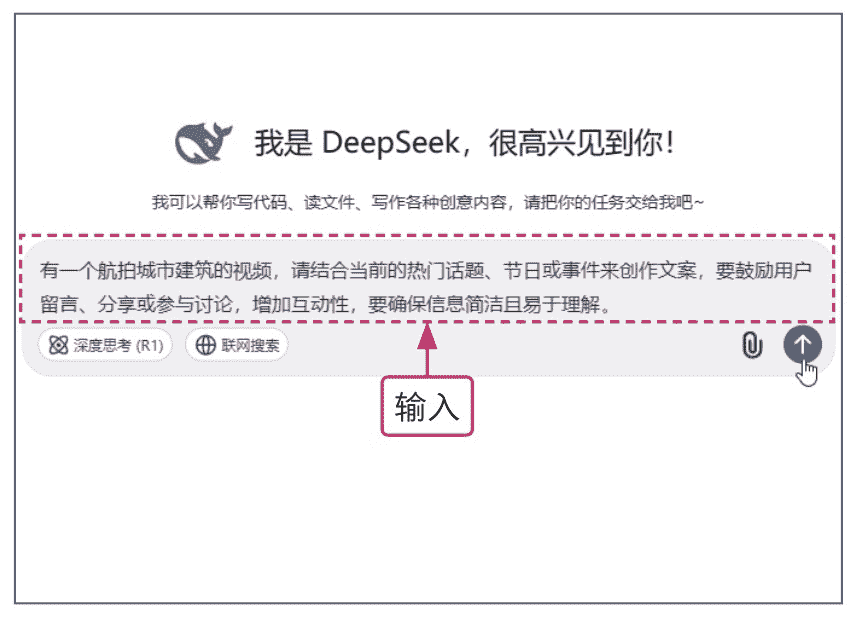 我是 DeepSeek，很高兴见到你！
我可以帮你写代码、读文件、写作各种创意内容，请把你的任务交给我吧~
有一个航拍城市建筑的视频，请结合当前的热门话题、节日或事件来创作文案，要鼓励用户
留言、分享或参与讨论，增加互动性，要确保信息简洁且易于理解。
深度思考 (R1) 联网搜索
输入